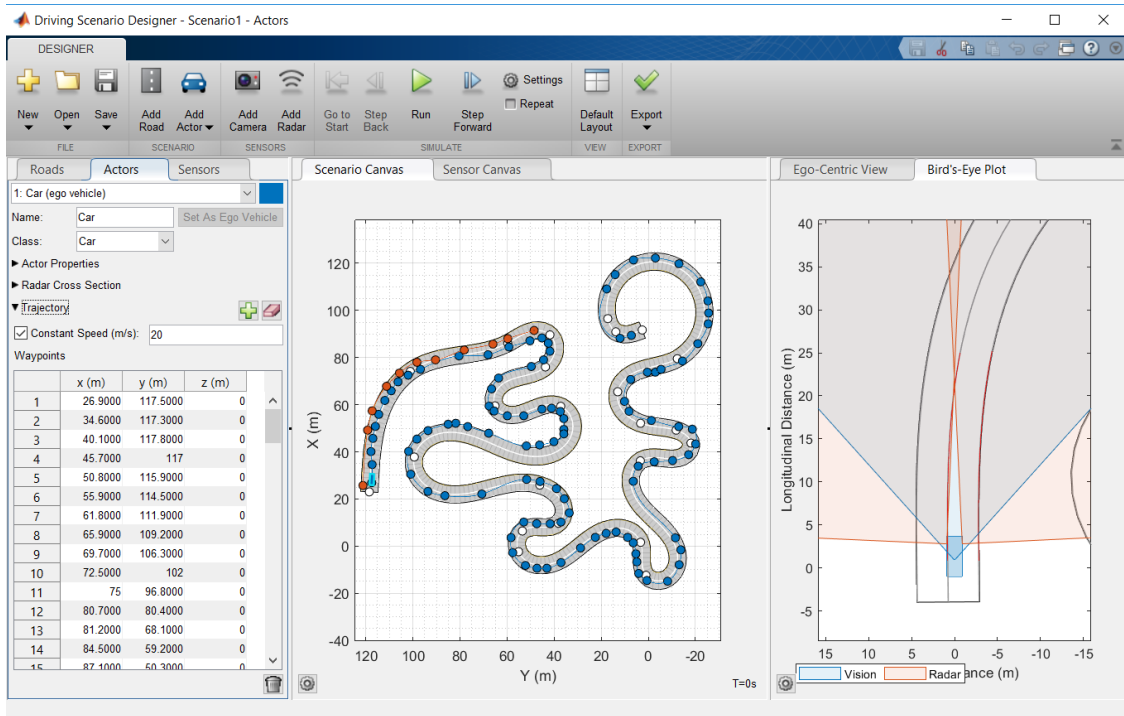 Driving Scenario Designer - Scenario1 - Actors
DESIGNER
New Open Save Add Road Add Actor Add Camera Add Radar Go to Start Step Back Run Step Forward Settings Repeat Default Layout Export
FILE SCENARIO SENSORS SIMULATE VIEW EXPORT
Roads Actors Sensors
1: Car (ego vehicle)
Name: Car Set As Ego Vehicle
Class: Car
Actor Properties
Radar Cross Section
Trajectory
Constant Speed (m/s): 20
Waypoints
x (m) y (m) z (m)
1 26.9000 117.5000 0
2 34.6000 117.3000 0
3 40.1000 117.8000 0
4 45.7000 117 0
5 50.8000 115.9000 0
6 55.9000 114.5000 0
7 61.8000 111.9000 0
8 65.9000 109.2000 0
9 69.7000 106.3000 0
10 72.5000 102 0
11 75 96.8000 0
12 80.7000 80.4000 0
13 81.2000 68.1000 0
14 84.5000 59.2000 0
15 87.1000 50.3000 0
Scenario Canvas Sensor Canvas
120
100
80
60
40
20
0
-20
-40
X (m)
120 100 80 60 40 20 0 -20
Y (m)
T=0s
Ego-Centric View Bird's-Eye Plot
40
35
30
25
20
15
10
5
0
-5
Longitudinal Distance (m)
15 10 5 0 -5 -10 -15
Vision Radar ance (m)